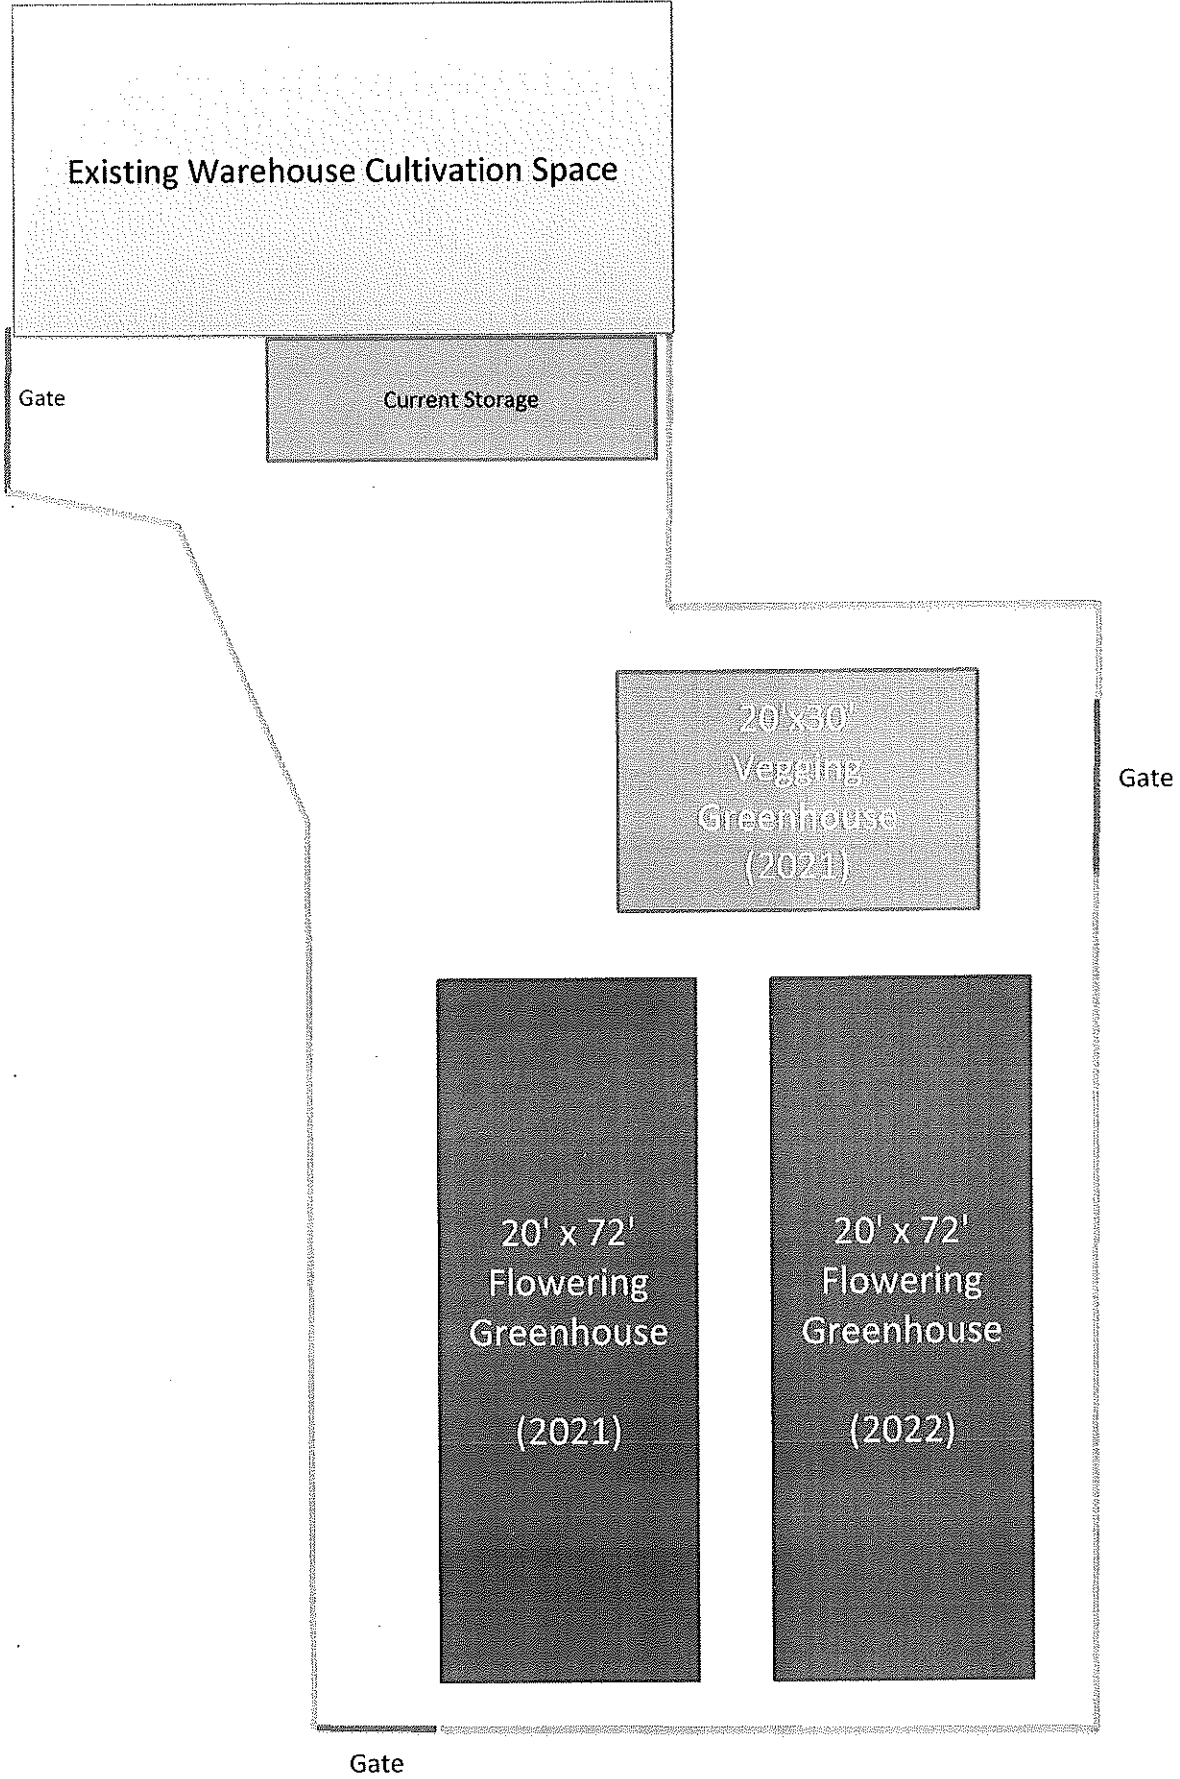 Existing Warehouse Cultivation Space
Gate
Current Storage
20'x30'
Vegging
Greenhouse
(2021)
Gate
20' x 72'
Flowering
Greenhouse
(2021)
20' x 72'
Flowering
Greenhouse
(2022)
Gate